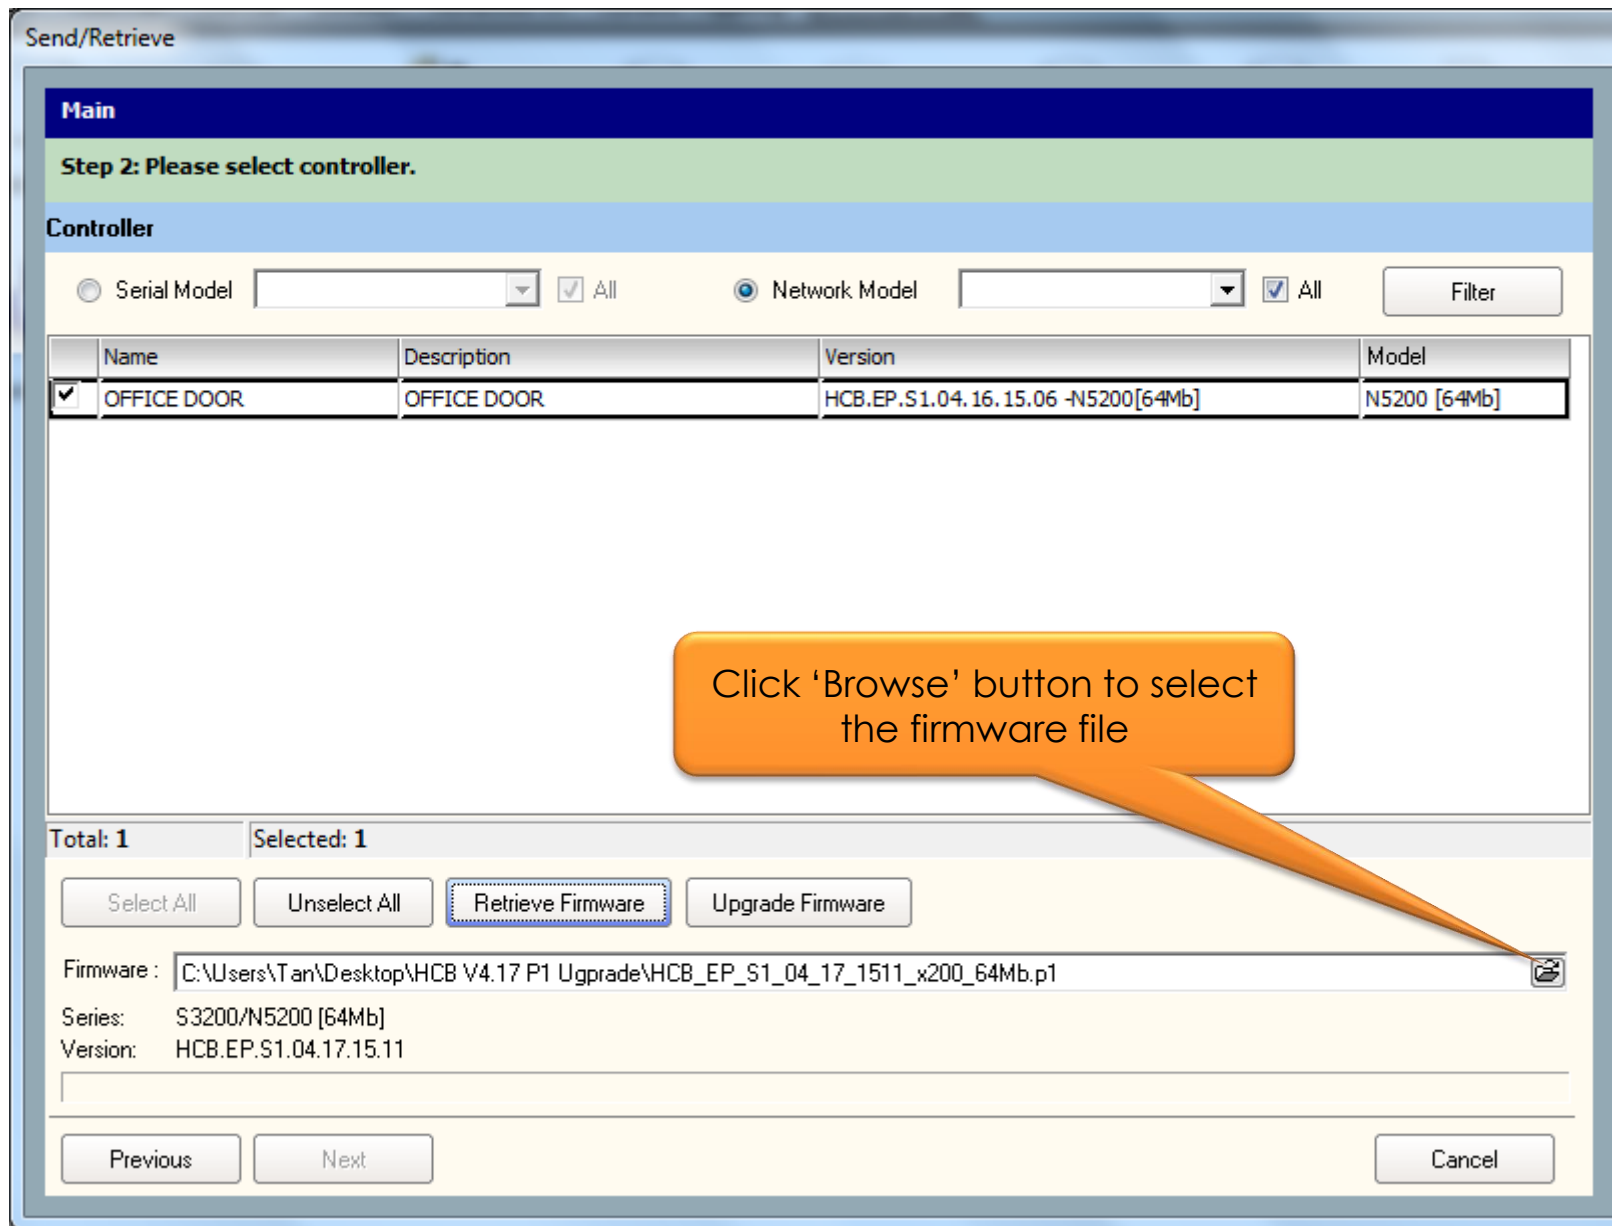 Send/Retrieve
Main
Step 2: Please select controller.
Controller
Serial Model All Network Model All Filter
Name Description Version Model
OFFICE DOOR OFFICE DOOR HCB.EP.S1.04.16.15.06 -N5200[64Mb] N5200 [64Mb]
Click ‘Browse’ button to select
the firmware file
Total: 1 Selected: 1
Select All Unselect All Retrieve Firmware Upgrade Firmware
Firmware : C:\Users\Tan\Desktop\HCB V4.17 P1 Ugprade\HCB_EP_S1_04_17_1511_x200_64Mb.p1
Series: S3200/N5200 [64Mb]
Version: HCB.EP.S1.04.17.15.11
Previous Next Cancel